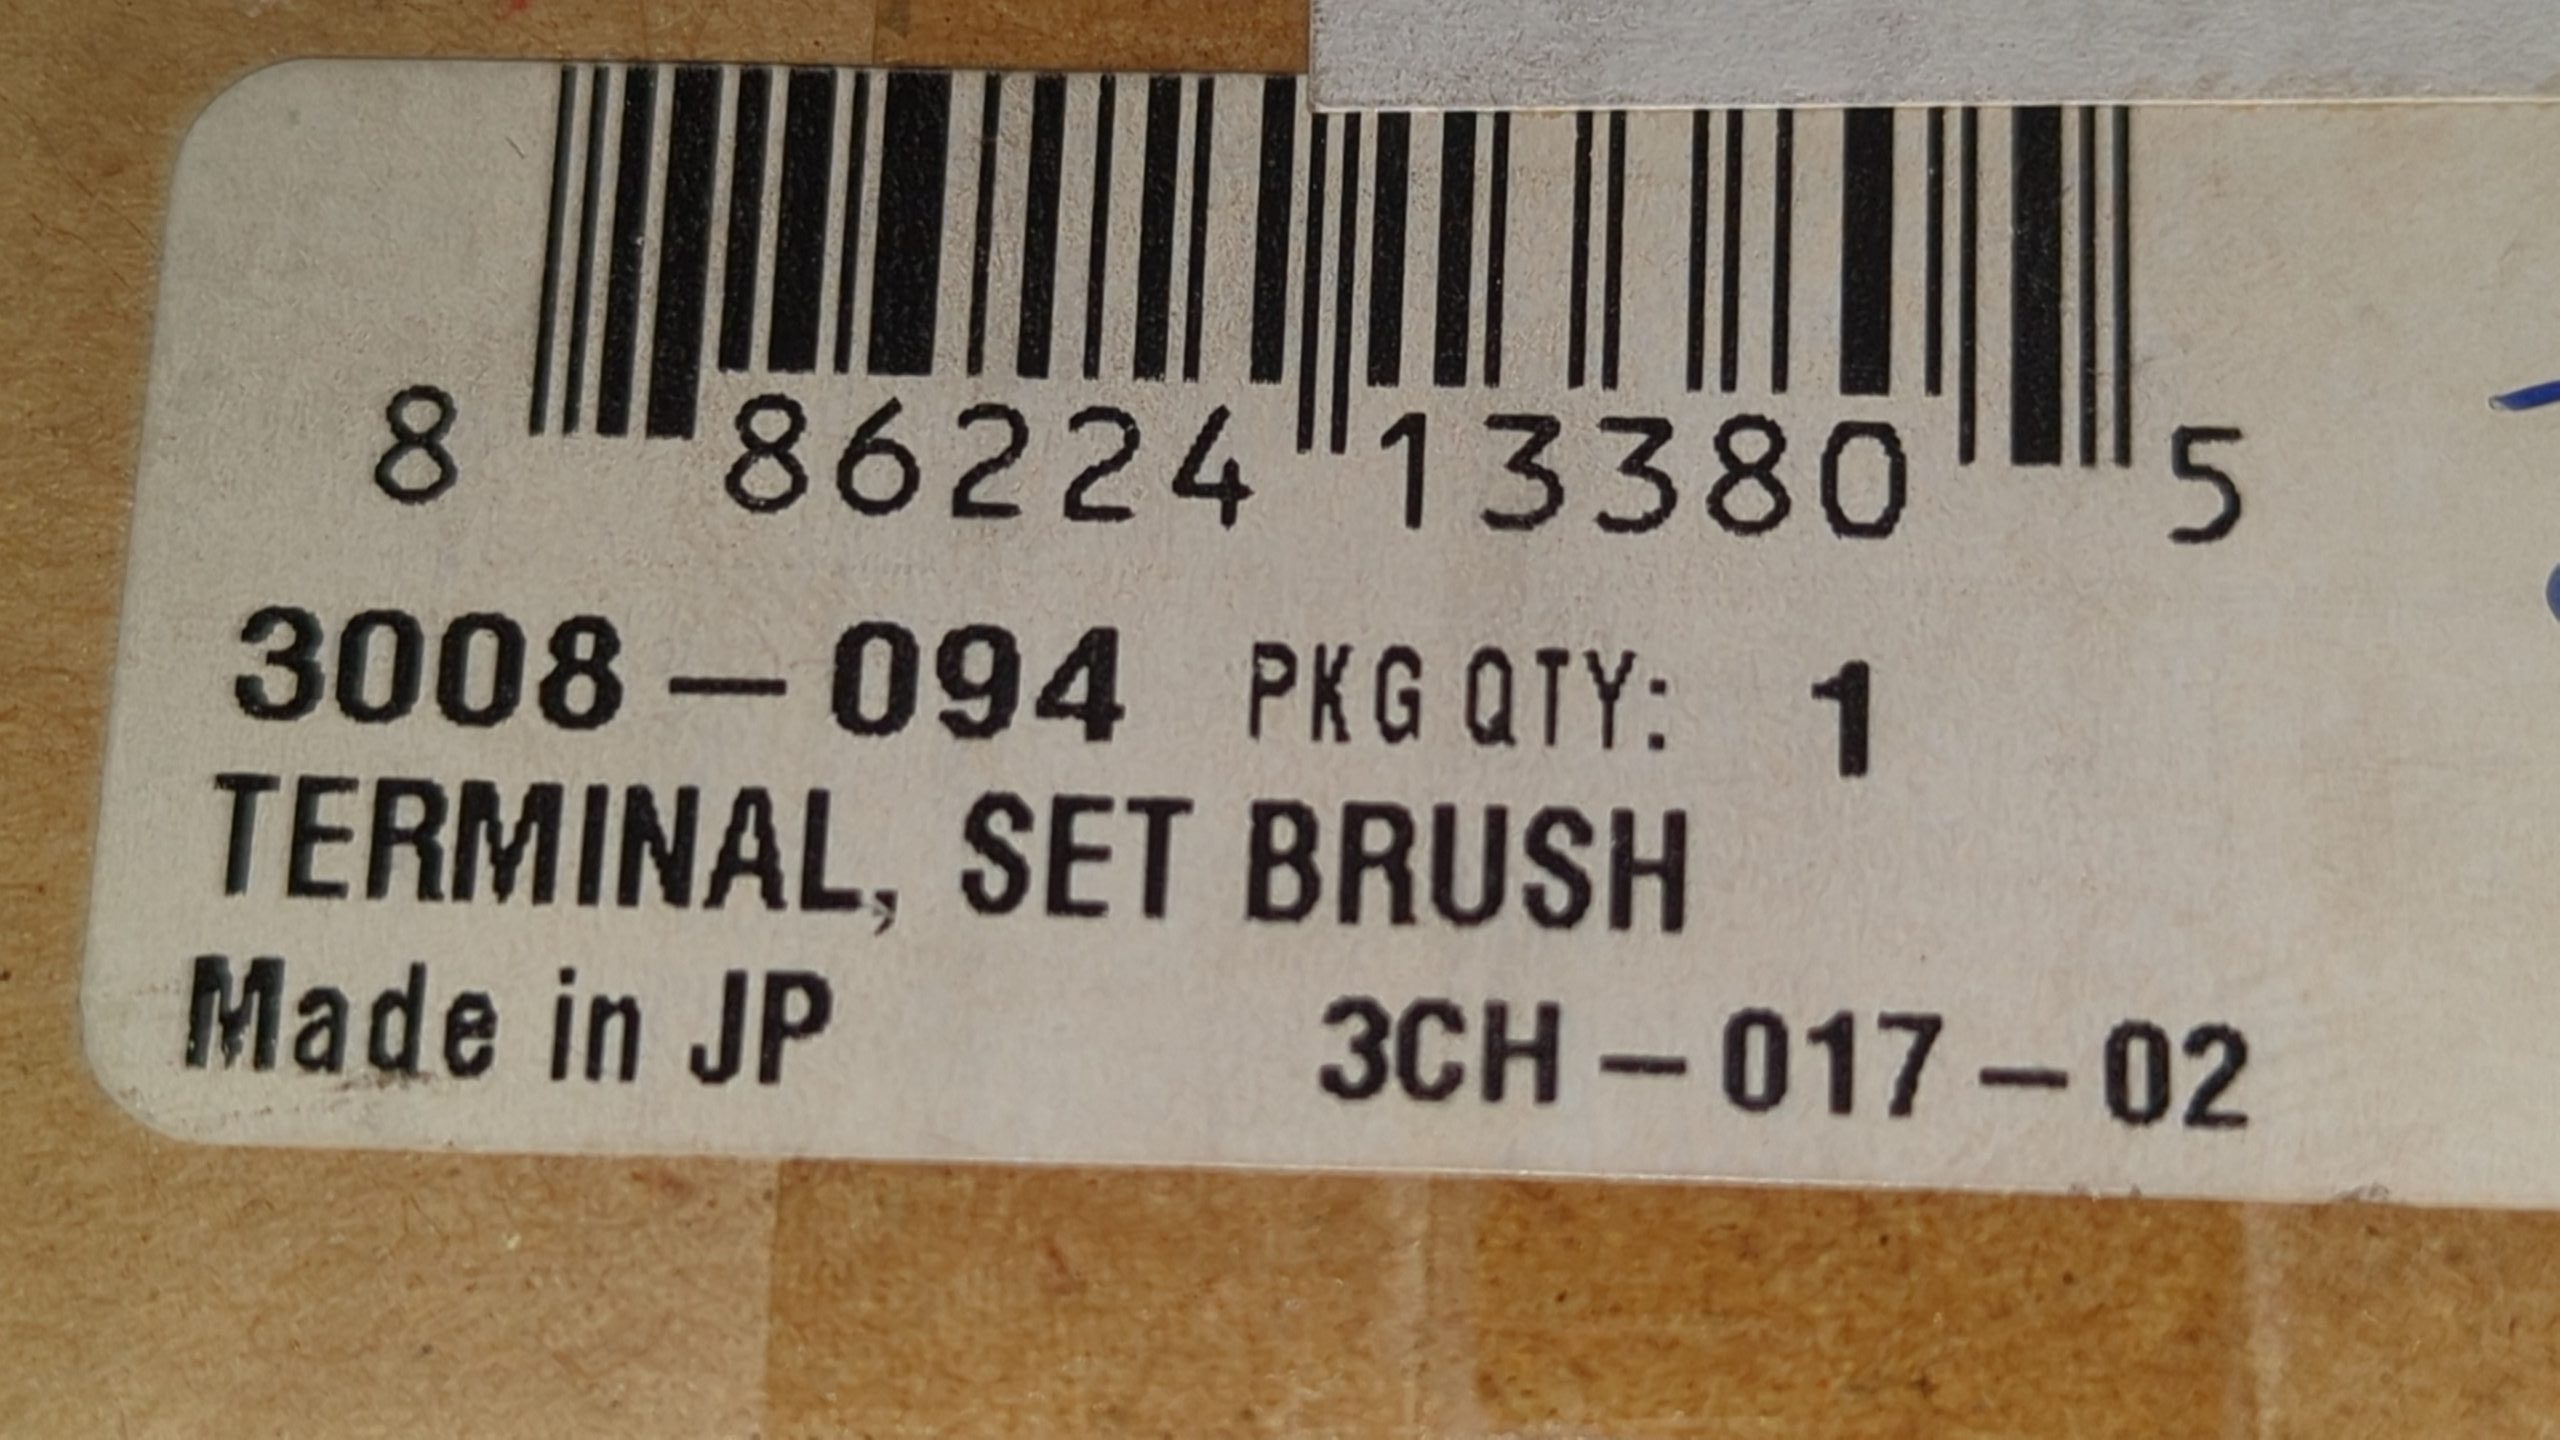 8 86224 13380 5
3008-094 PKG QTY: 1
TERMINAL, SET BRUSH
Made in JP 3CH-017-02